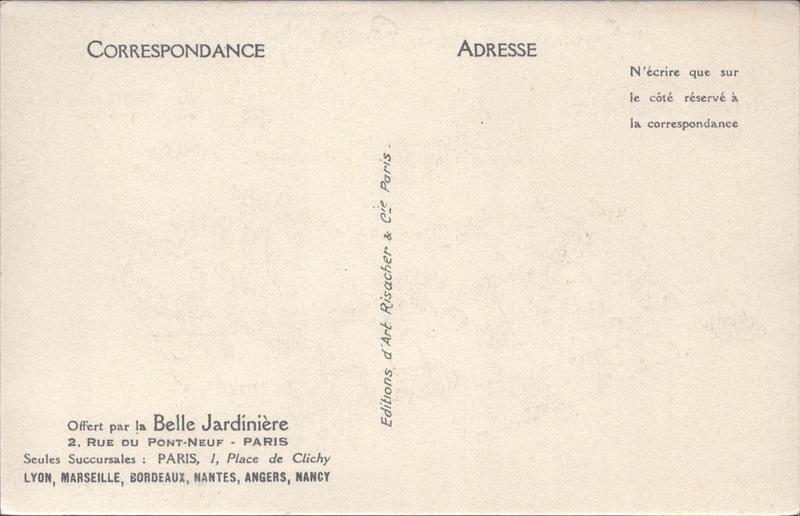 CORRESPONDANCE
ADRESSE
N'écrire que sur
le côté réservé à
la correspondance
Editions d'Art Risacher & Cie Paris.
Offert par la Belle Jardinière
2, RUE DU PONT-NEUF - PARIS
Seules Succursales : PARIS, 1, Place de Clichy
LYON, MARSEILLE, BORDEAUX, NANTES, ANGERS, NANCY